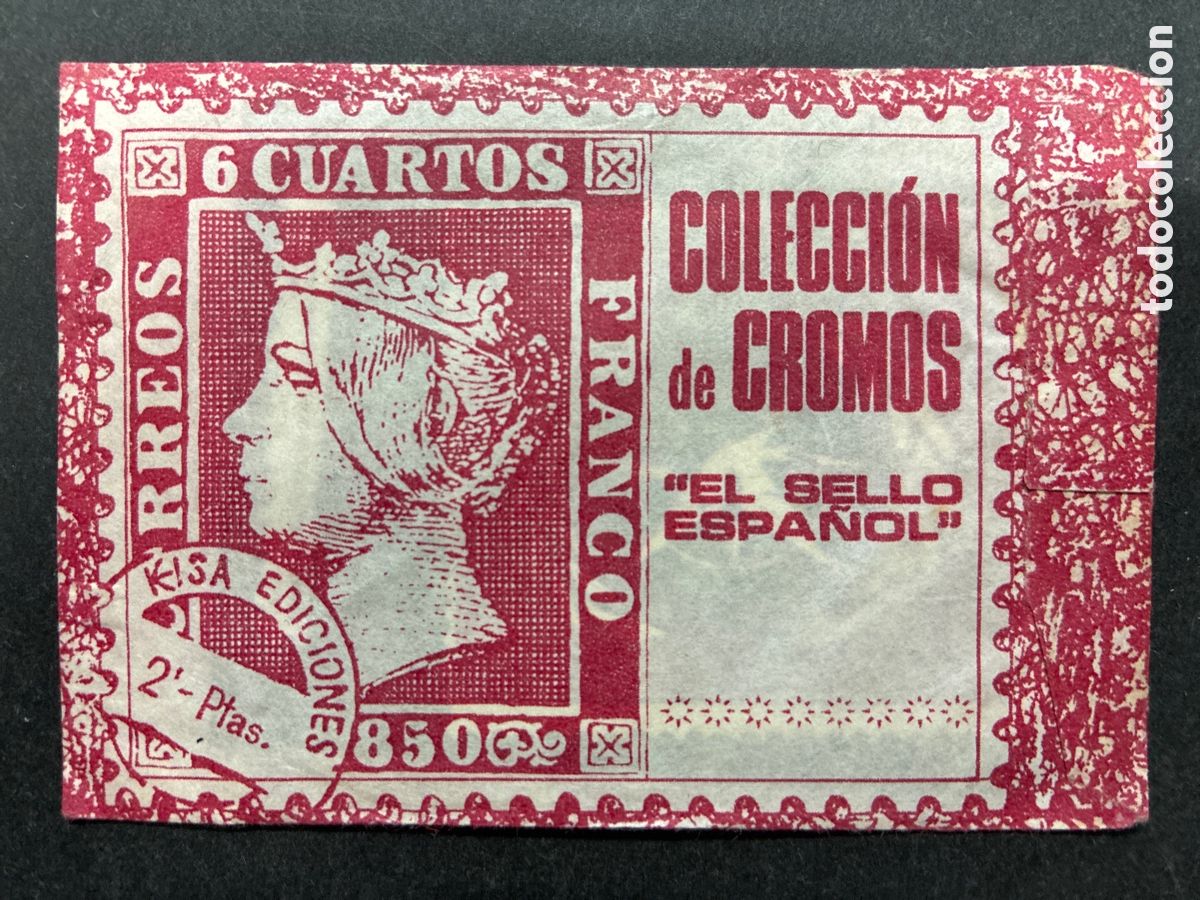 6 CUARTOS
RREOS
FRANCO
850
KISA EDICIONES
2'- Ptas.
COLECCIÓN
de CROMOS
"EL SELLO
ESPAÑOL"
todocoleccion